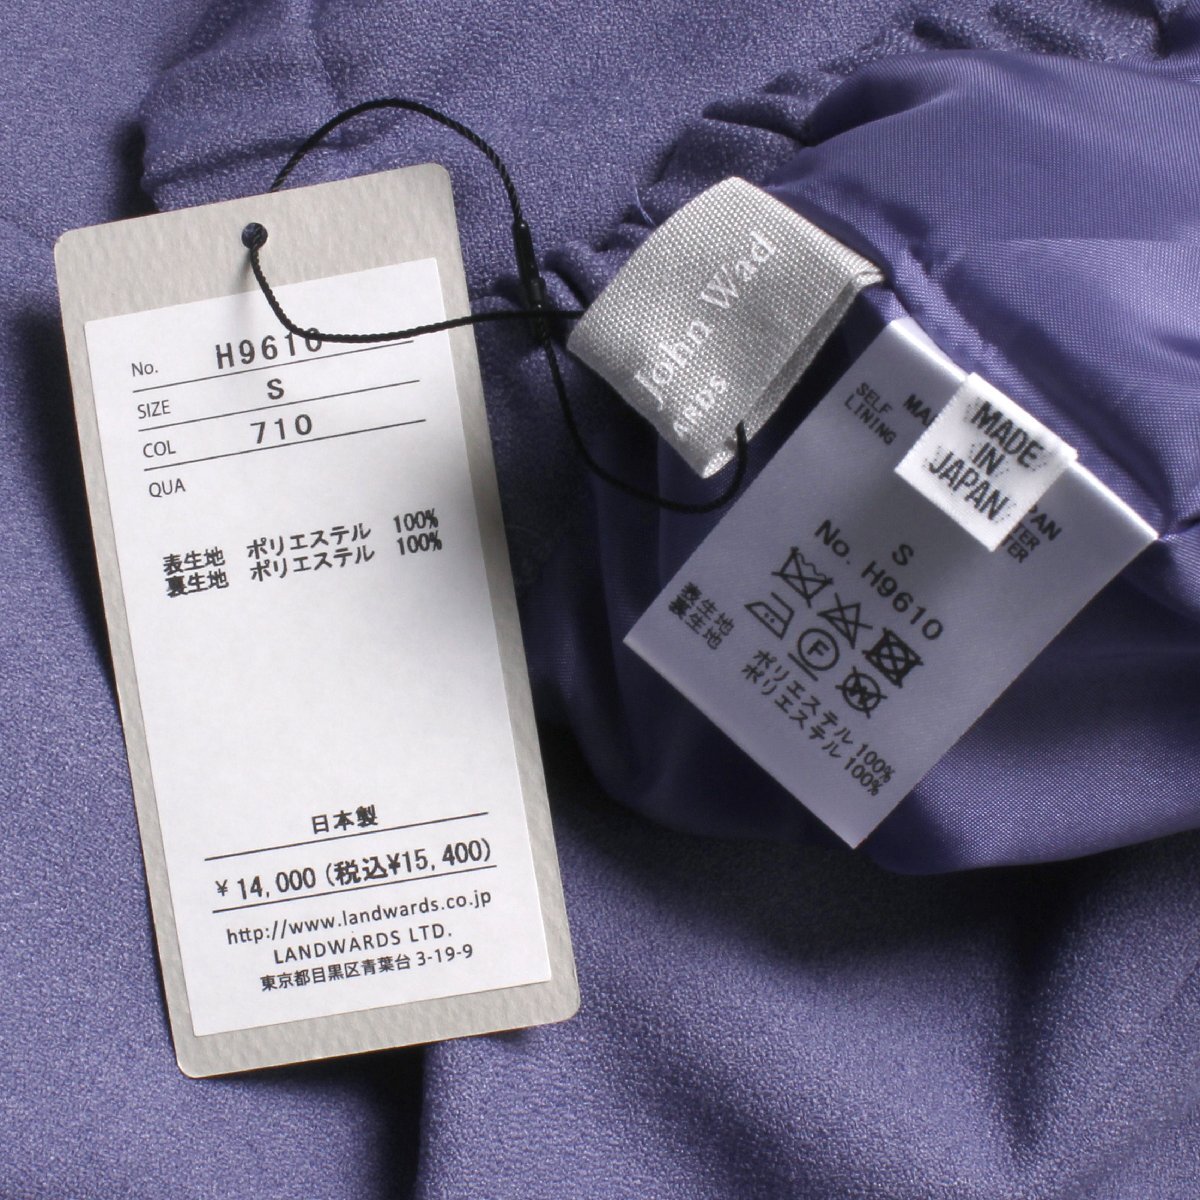 No. H9610
SIZE S
COL 710
QUA
表生地 ポリエステル 100%
裏生地 ポリエステル 100%
日本製
¥ 14,000 (税込¥15,400)
http://www.landwards.co.jp
LANDWARDS LTD.
東京都目黒区青葉台 3-19-9
John Wad
MADE
IN
JAPAN
SELF
LINING
S
No. H9610
F
表生地 ポリエステル 100%
裏生地 ポリエステル 100%